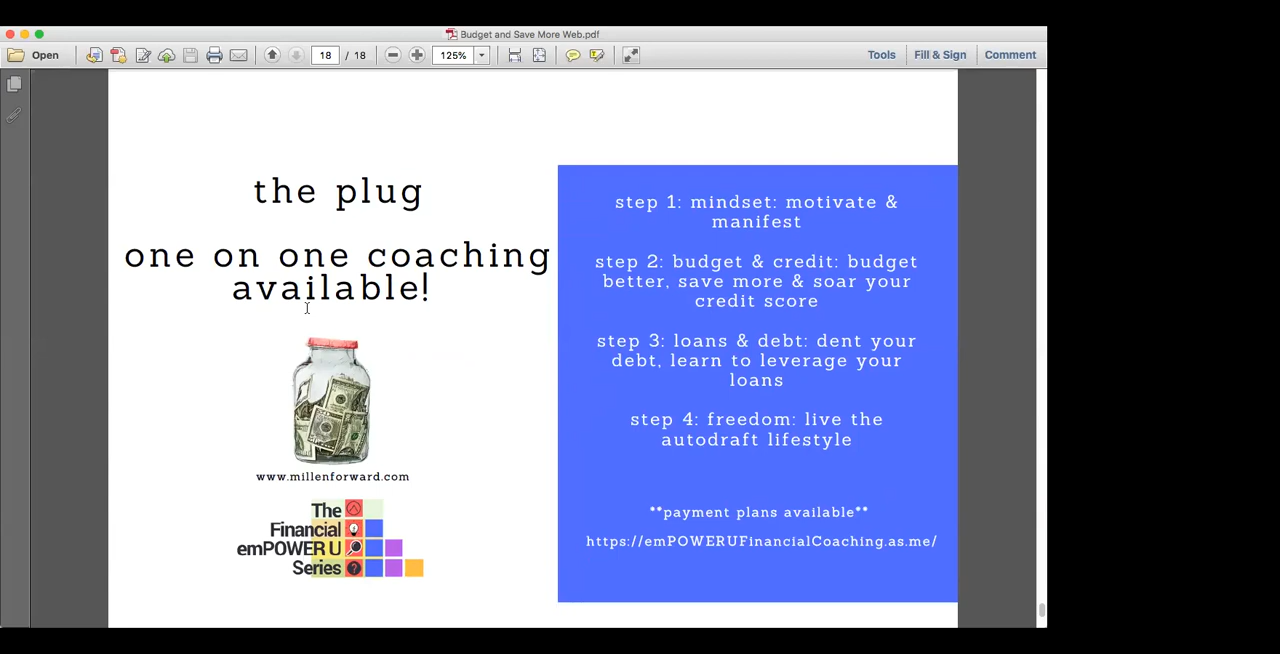 Budget and Save More Web.pdf
Open
18 / 18
125%
Tools
Fill & Sign
Comment
the plug
one on one coaching
available!
www.millenforward.com
The
Financial
emPOWER U
Series
step 1: mindset: motivate &
manifest
step 2: budget & credit: budget
better, save more & soar your
credit score
step 3: loans & debt: dent your
debt, learn to leverage your
loans
step 4: freedom: live the
autodraft lifestyle
**payment plans available**
https://emPOWERUFinancialCoaching.as.me/